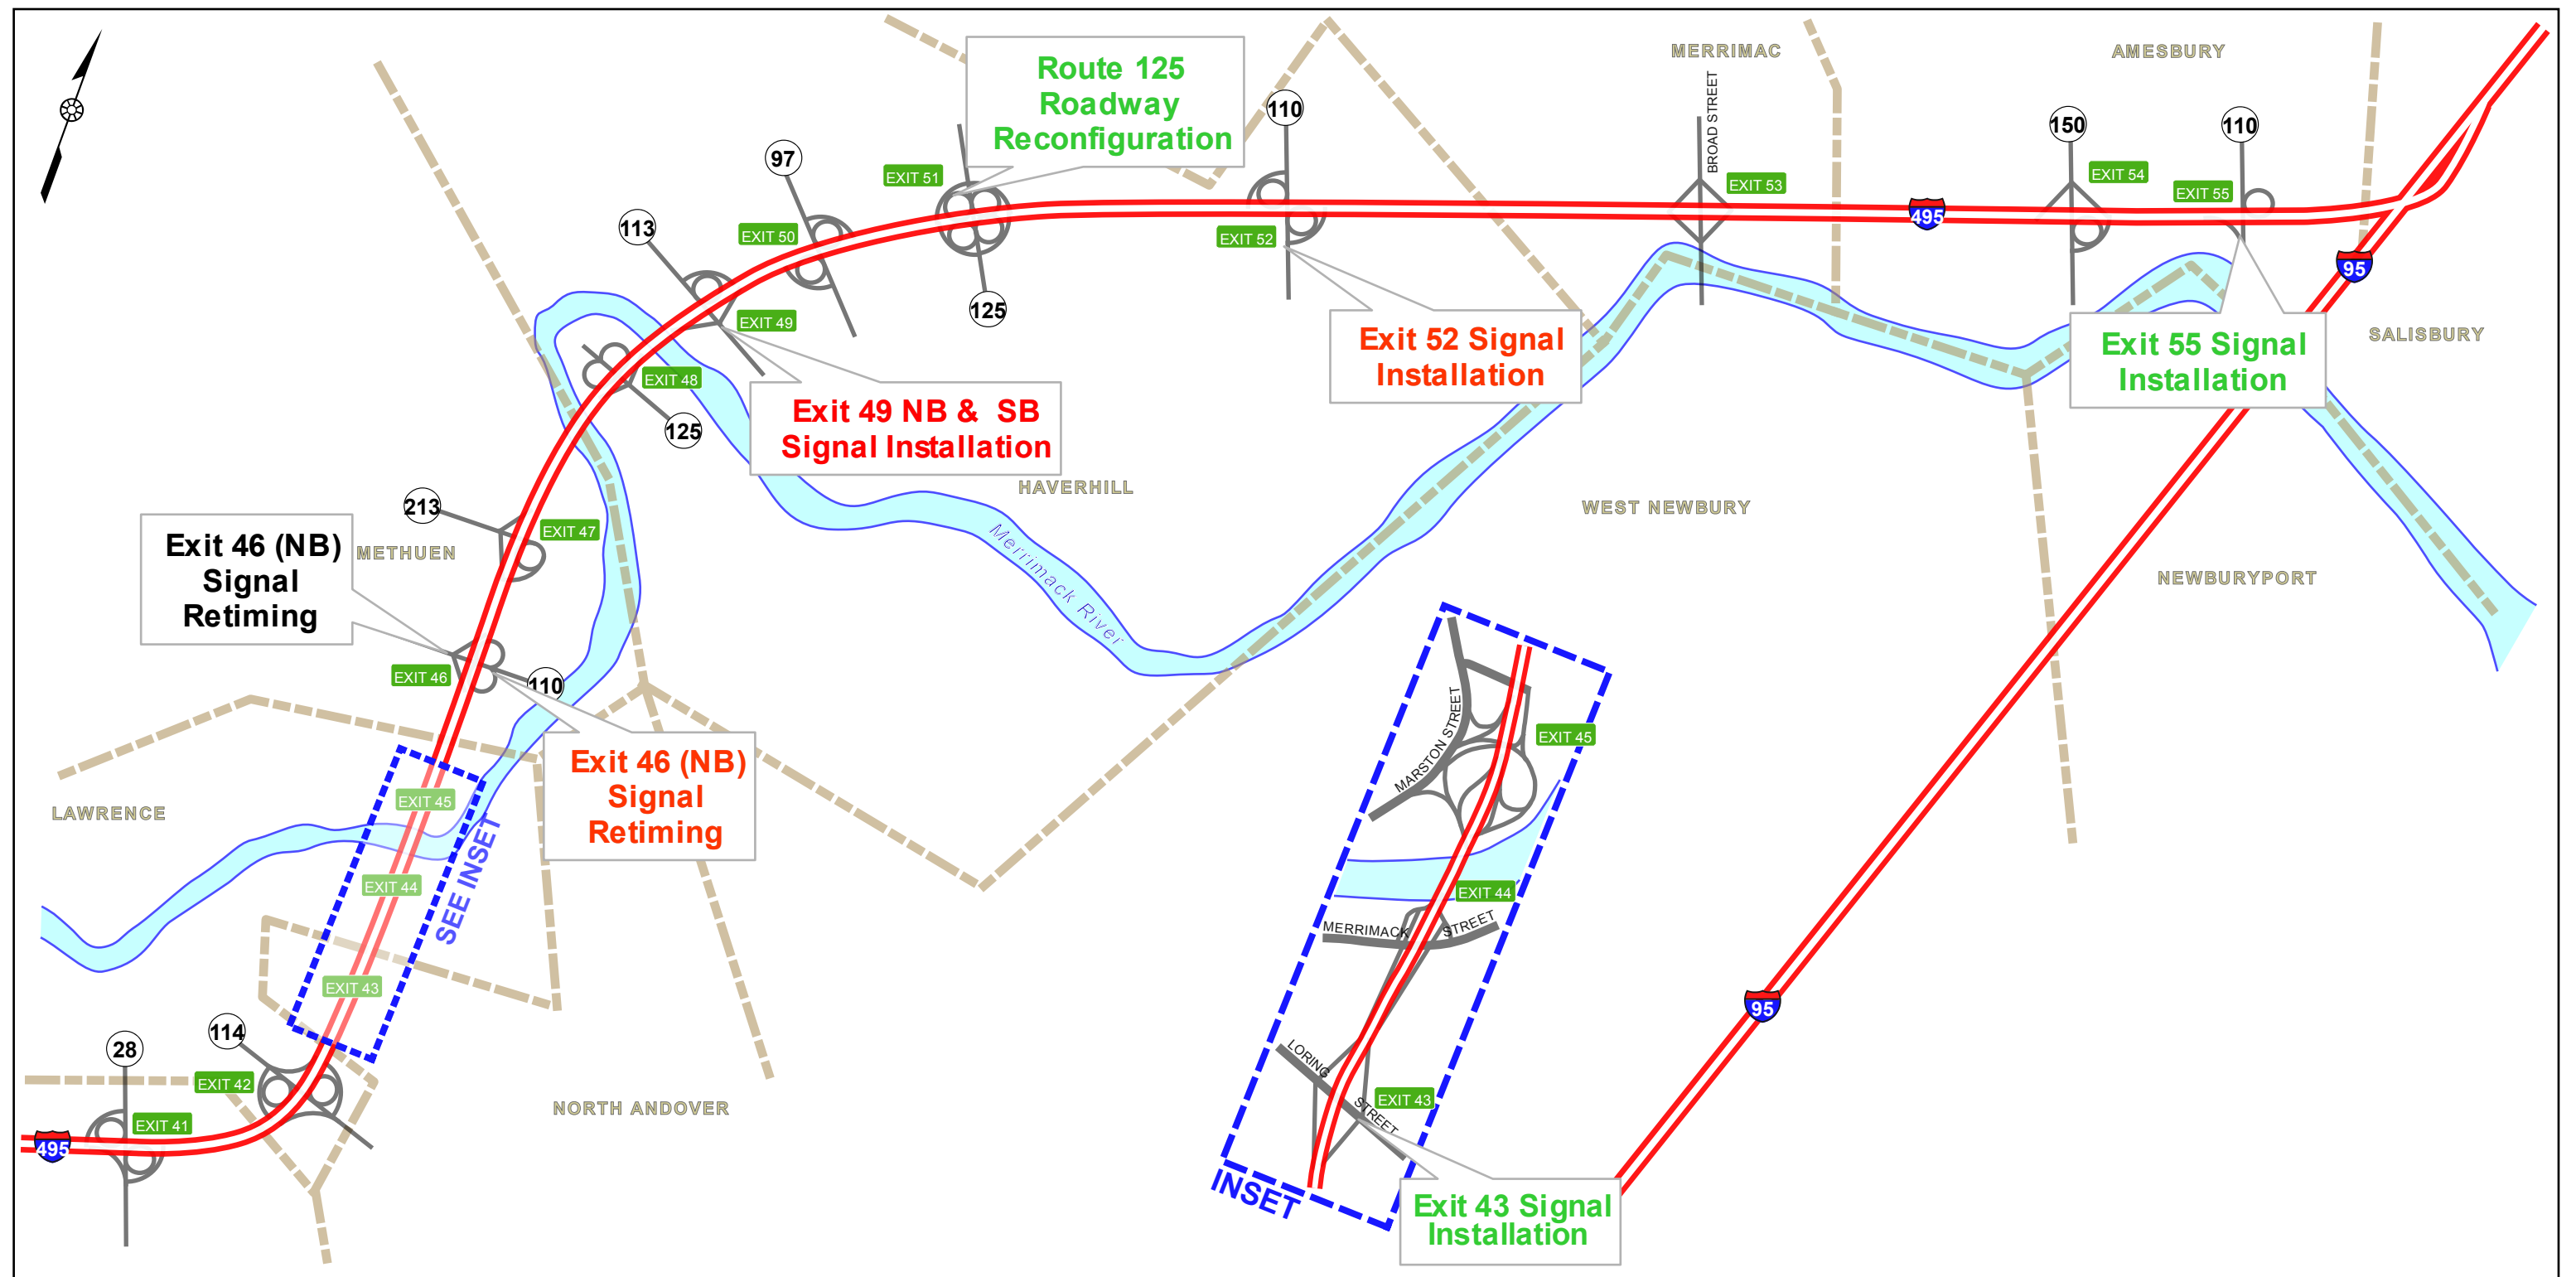 MERRIMAC
AMESBURY
Route 125
Roadway
Reconfiguration
110
BROAD STREET
150
110
97
EXIT 51
EXIT 54
EXIT 53
EXIT 55
113
EXIT 50
EXIT 52
495
95
125
EXIT 49
SALISBURY
Exit 52 Signal
Installation
Exit 55 Signal
Installation
EXIT 48
125
Exit 49 NB & SB
Signal Installation
HAVERHILL
213
WEST NEWBURY
EXIT 47
Exit 46 (NB)
Signal
Retiming
METHUEN
Merrimack River
NEWBURYPORT
EXIT 46
110
MARSTON STREET
EXIT 45
Exit 46 (NB)
Signal
Retiming
EXIT 45
LAWRENCE
SEE INSET
EXIT 44
EXIT 44
MERRIMACK STREET
EXIT 43
95
28
114
LORING STREET
EXIT 42
EXIT 43
NORTH ANDOVER
EXIT 41
495
INSET
Exit 43 Signal
Installation